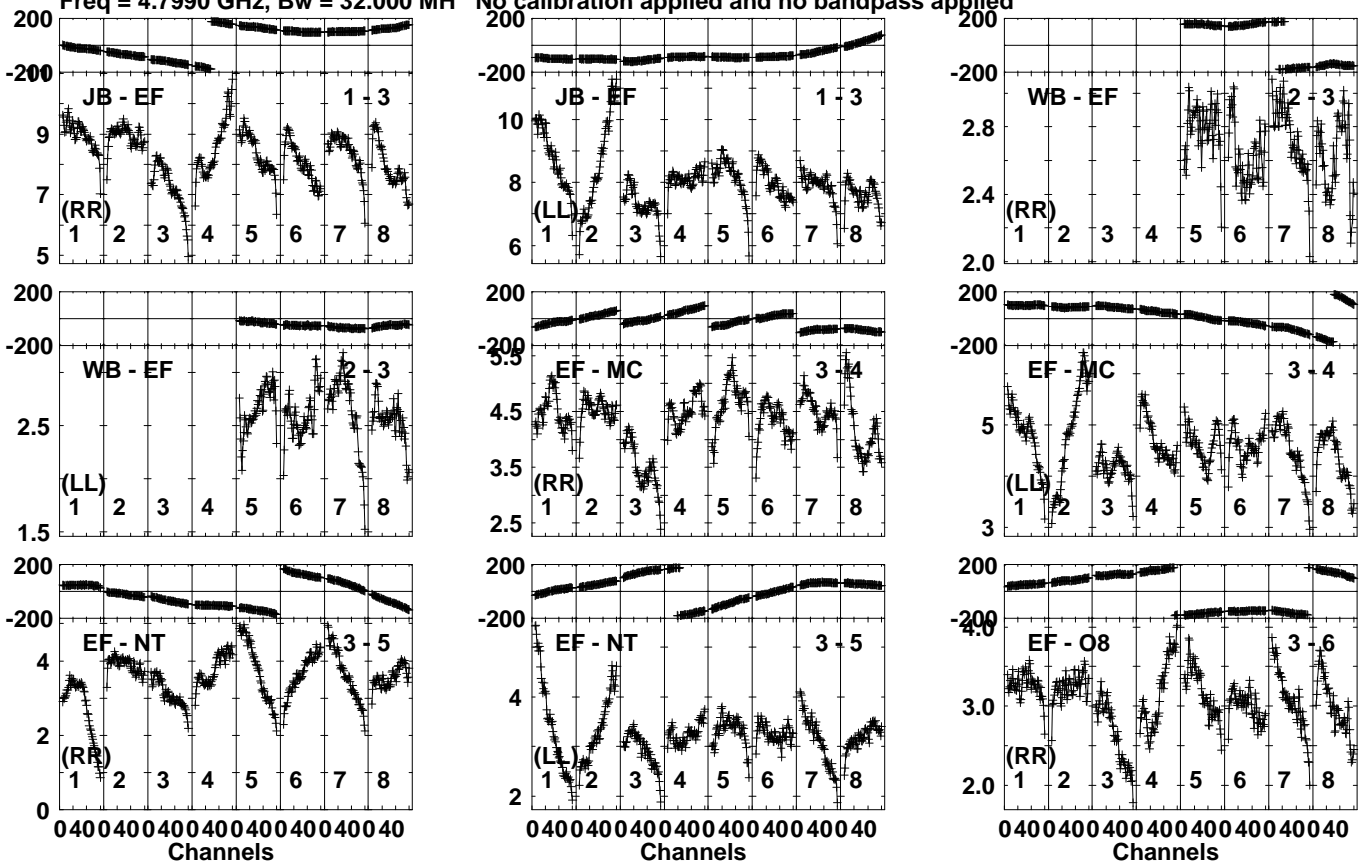 Freq = 4.7990 GHz, Bw = 32.000 MH No calibration applied and no bandpass applied
200 200 200
-200 -200 -200
JB - EF 1 - 3 JB - EF 1 - 3 WB - EF 2 - 3
9 10 2.8
7 8 2.4
(RR) (LL) (RR)
1 2 3 4 5 6 7 8 1 2 3 4 5 6 7 8 1 2 3 4 5 6 7 8
5 6 2.0
200 200 200
-200 -200 -200
5.5
WB - EF 2 - 3 EF - MC 3 - 4 EF - MC 3 - 4
2.5 4.5 5
3.5
(LL) (RR) (LL)
1 2 3 4 5 6 7 8 1 2 3 4 5 6 7 8 1 2 3 4 5 6 7 8
1.5 2.5 3
200 200 200
-200 -200 -200
4.0
EF - NT 3 - 5 EF - NT 3 - 5 EF - O8 3 - 6
4 4 3.0
2
(RR) (LL) (RR)
1 2 3 4 5 6 7 8 1 2 3 4 5 6 7 8 1 2 3 4 5 6 7 8
0 2 2.0
0 40 0 40 0 40 0 40 0 40 0 40 0 40 0 40 0 40 0 40 0 40 0 40 0 40 0 40 0 40 0 40 0 40 0 40 0 40 0 40 0 40 0 40 0 40 0 40
Channels Channels Channels